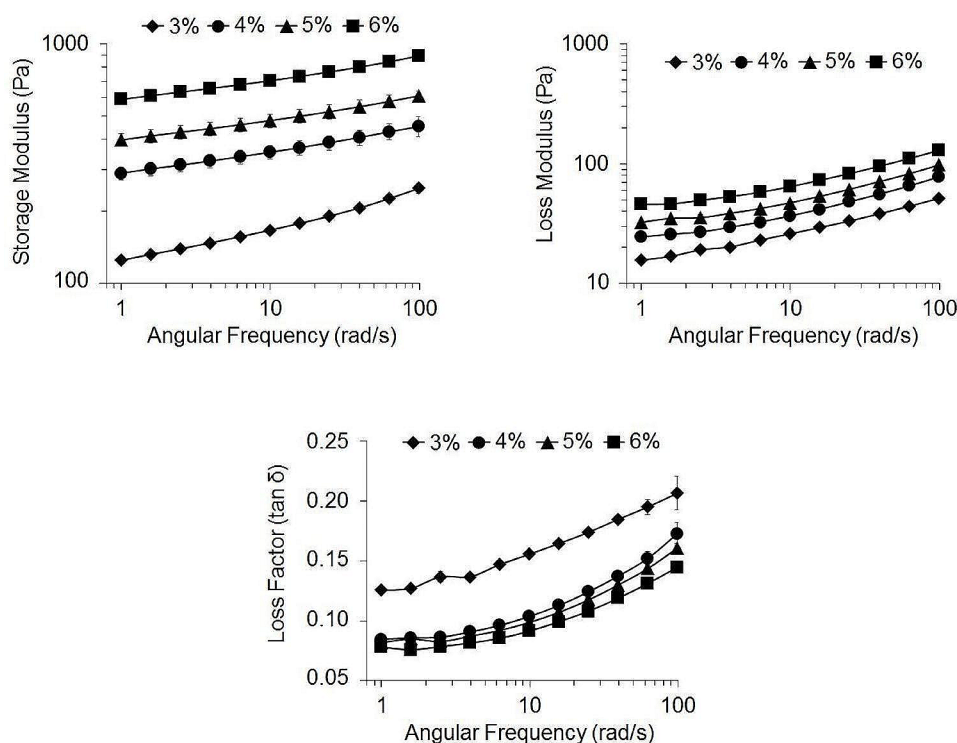 3% 4% 5% 6%
1000
Storage Modulus (Pa)
100
1 10 100
Angular Frequency (rad/s)
3% 4% 5% 6%
1000
Loss Modulus (Pa)
100
10
1 10 100
Angular Frequency (rad/s)
3% 4% 5% 6%
0.25
0.20
0.15
Loss Factor (tan δ)
0.10
0.05
1 10 100
Angular Frequency (rad/s)